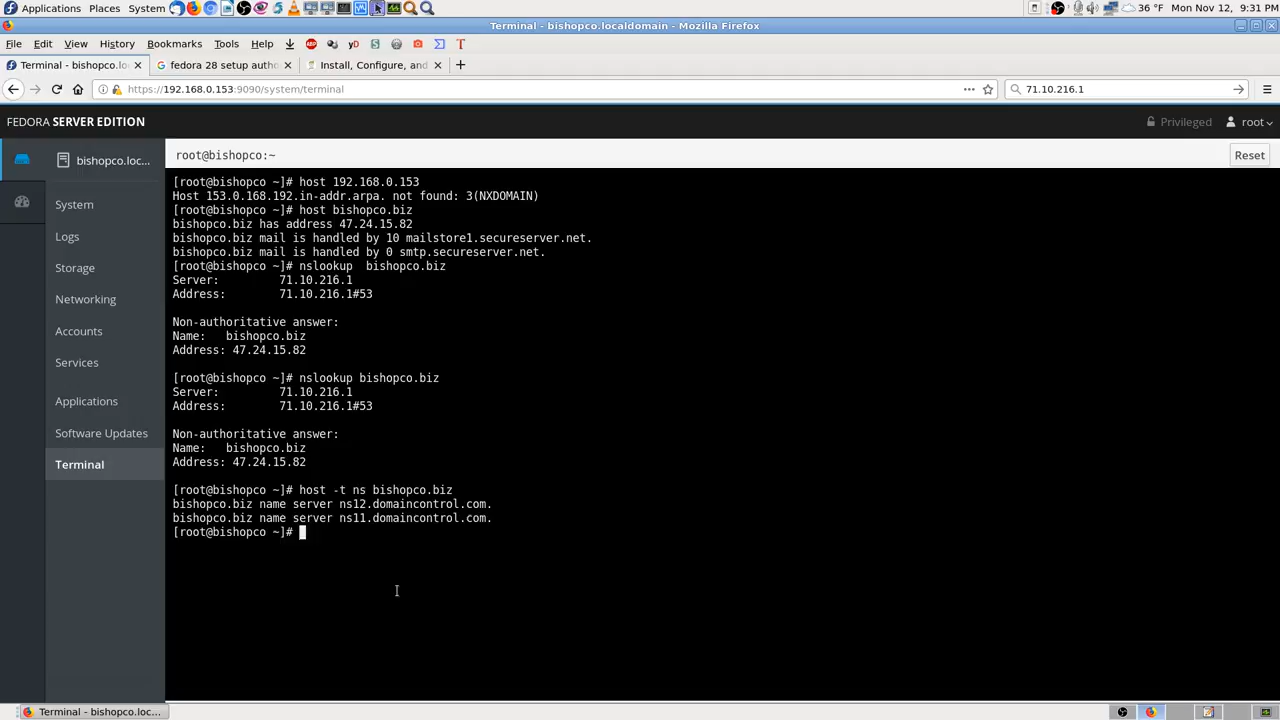 Applications Places System 36 °F Mon Nov 12, 9:31 PM
Terminal - bishopco.localdomain - Mozilla Firefox
File Edit View History Bookmarks Tools Help
Terminal - bishopco.lo
fedora 28 setup autho
Install, Configure, and
https://192.168.0.153:9090/system/terminal
71.10.216.1
FEDORA SERVER EDITION
Privileged
root
bishopco.loc...
root@bishopco:~
Reset
System
Logs
Storage
Networking
Accounts
Services
Applications
Software Updates
Terminal
[root@bishopco ~]# host 192.168.0.153
Host 153.0.168.192.in-addr.arpa. not found: 3(NXDOMAIN)
[root@bishopco ~]# host bishopco.biz
bishopco.biz has address 47.24.15.82
bishopco.biz mail is handled by 10 mailstore1.secureserver.net.
bishopco.biz mail is handled by 0 smtp.secureserver.net.
[root@bishopco ~]# nslookup  bishopco.biz
Server:         71.10.216.1
Address:        71.10.216.1#53
Non-authoritative answer:
Name:   bishopco.biz
Address: 47.24.15.82
[root@bishopco ~]# nslookup bishopco.biz
Server:         71.10.216.1
Address:        71.10.216.1#53
Non-authoritative answer:
Name:   bishopco.biz
Address: 47.24.15.82
[root@bishopco ~]# host -t ns bishopco.biz
bishopco.biz name server ns12.domaincontrol.com.
bishopco.biz name server ns11.domaincontrol.com.
[root@bishopco ~]#
Terminal - bishopco.loc...